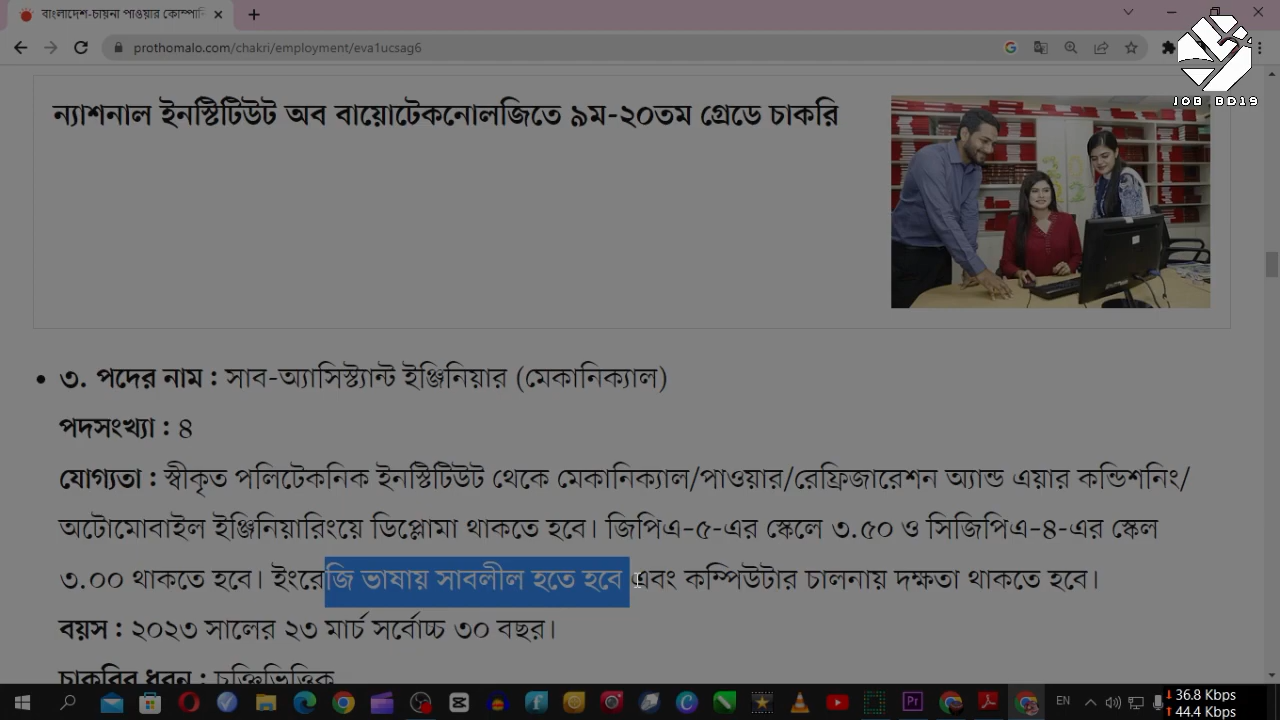 বাংলাদেশ-চায়না পাওয়ার কোম্পানি
prothomalo.com/chakri/employment/eva1ucsag6
JOB BD19
ন্যাশনাল ইনস্টিটিউট অব বায়োটেকনোলজিতে ৯ম-২০তম গ্রেডে চাকরি
৩. পদের নাম : সাব-অ্যাসিস্ট্যান্ট ইঞ্জিনিয়ার (মেকানিক্যাল)
পদসংখ্যা : ৪
যোগ্যতা : স্বীকৃত পলিটেকনিক ইনস্টিটিউট থেকে মেকানিক্যাল/পাওয়ার/রেফ্রিজারেশন অ্যান্ড এয়ার কন্ডিশনিং/
অটোমোবাইল ইঞ্জিনিয়ারিংয়ে ডিপ্লোমা থাকতে হবে। জিপিএ-৫-এর স্কেলে ৩.৫০ ও সিজিপিএ-৪-এর স্কেল
৩.০০ থাকতে হবে। ইংরেজি ভাষায় সাবলীল হতে হবে এবং কম্পিউটার চালনায় দক্ষতা থাকতে হবে।
বয়স : ২০২৩ সালের ২৩ মার্চ সর্বোচ্চ ৩০ বছর।
চাকরির ধরন : চুক্তিভিত্তিক
EN
36.8 Kbps
44.4 Kbps